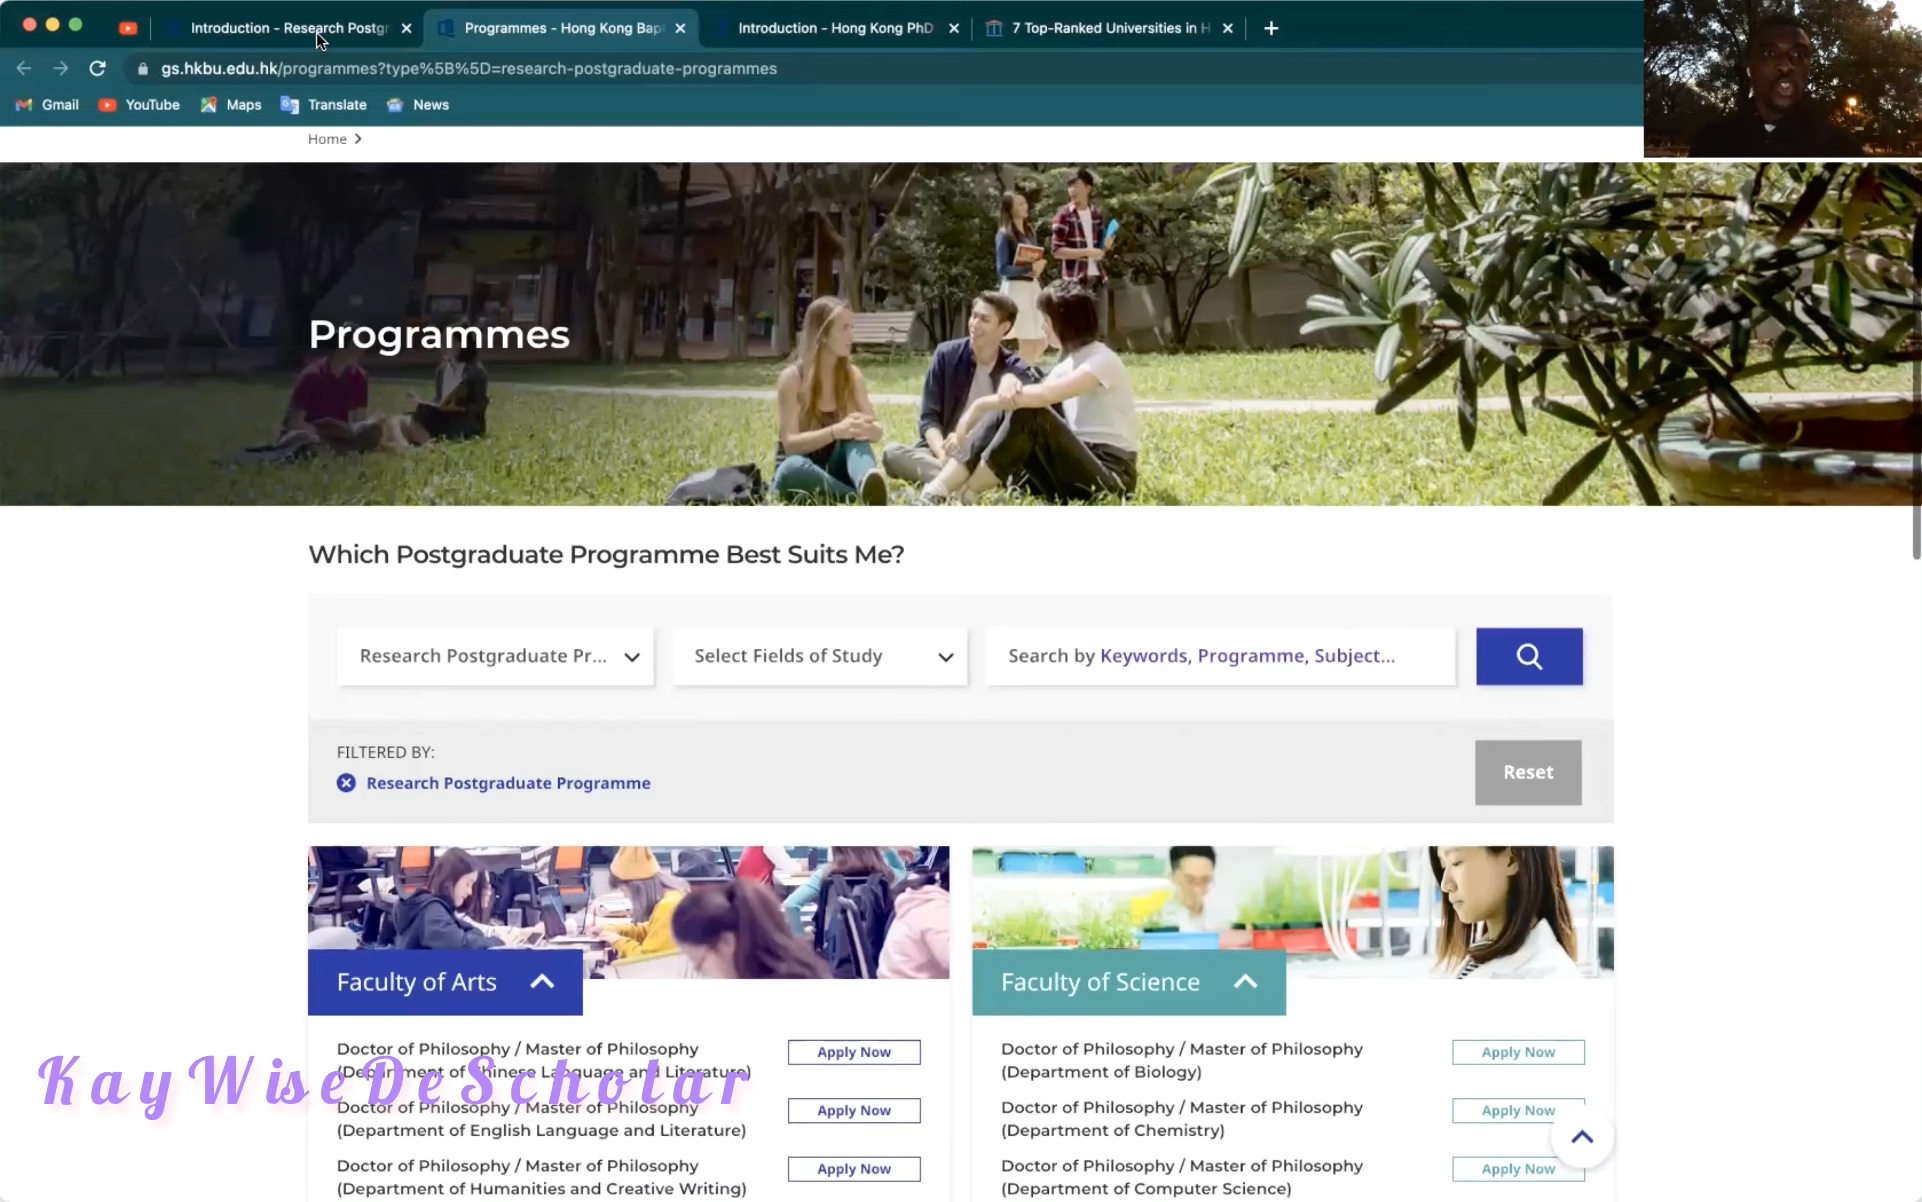 Introduction - Research Postgr
Programmes - Hong Kong Bap
Introduction - Hong Kong PhD
7 Top-Ranked Universities in H
gs.hkbu.edu.hk/programmes?type%5B%5D=research-postgraduate-programmes
Gmail
YouTube
Maps
Translate
News
Home
Programmes
Which Postgraduate Programme Best Suits Me?
Research Postgraduate Pr...
Select Fields of Study
Search by Keywords, Programme, Subject...
FILTERED BY:
Research Postgraduate Programme
Reset
Faculty of Arts
Doctor of Philosophy / Master of Philosophy
(Department of Chinese Language and Literature)
Apply Now
Doctor of Philosophy / Master of Philosophy
(Department of English Language and Literature)
Apply Now
Doctor of Philosophy / Master of Philosophy
(Department of Humanities and Creative Writing)
Apply Now
Faculty of Science
Doctor of Philosophy / Master of Philosophy
(Department of Biology)
Apply Now
Doctor of Philosophy / Master of Philosophy
(Department of Chemistry)
Apply Now
Doctor of Philosophy / Master of Philosophy
(Department of Computer Science)
Apply Now
KayWiseDeScholar